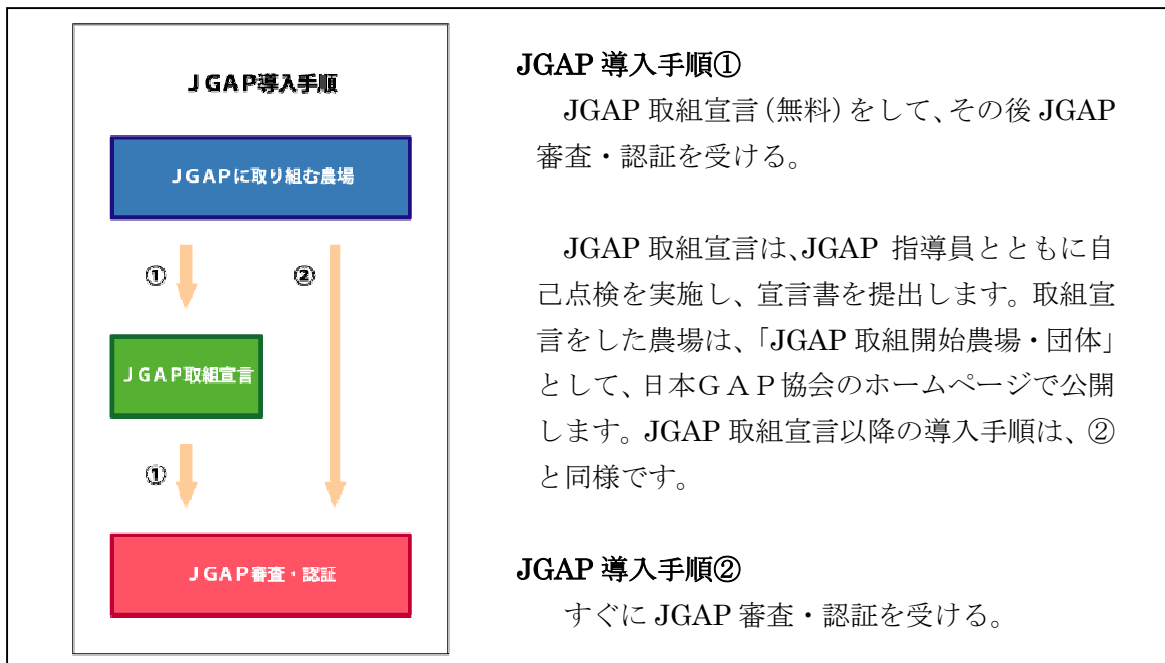 JGAP導入手順
JGAPに取り組む農場
①
②
JGAP取組宣言
①
JGAP審査・認証
JGAP 導入手順①
JGAP 取組宣言(無料)をして、その後 JGAP
審査・認証を受ける。
JGAP 取組宣言は、JGAP 指導員とともに自
己点検を実施し、宣言書を提出します。取組宣
言をした農場は、「JGAP 取組開始農場・団体」
として、日本GAP協会のホームページで公開
します。JGAP 取組宣言以降の導入手順は、②
と同様です。
JGAP 導入手順②
すぐに JGAP 審査・認証を受ける。